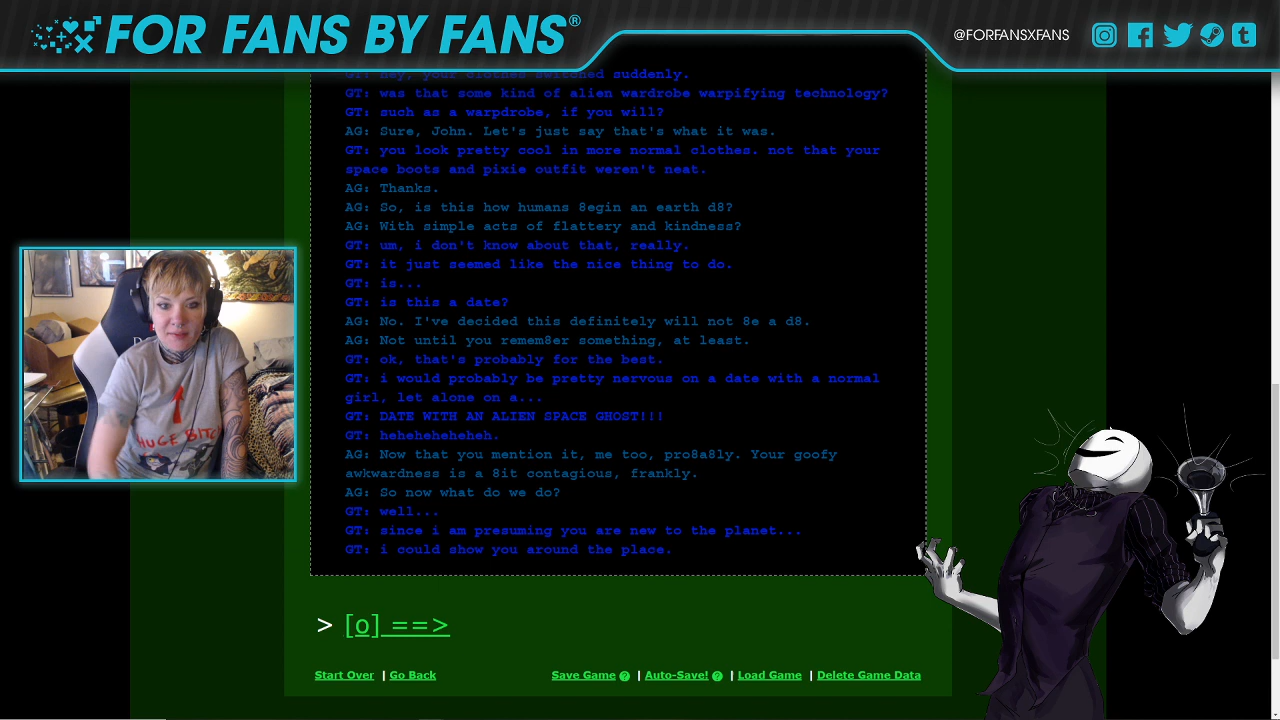 FOR FANS BY FANS®
@FORFANSXFANS
GT: hey, your clothes switched suddenly.
GT: was that some kind of alien wardrobe warpifying technology?
GT: such as a warpdrobe, if you will?
AG: Sure, John. Let's just say that's what it was.
GT: you look pretty cool in more normal clothes. not that your
space boots and pixie outfit weren't neat.
AG: Thanks.
AG: So, is this how humans 8egin an earth d8?
AG: With simple acts of flattery and kindness?
GT: um, i don't know about that, really.
GT: it just seemed like the nice thing to do.
GT: is...
GT: is this a date?
AG: No. I've decided this definitely will not 8e a d8.
AG: Not until you remem8er something, at least.
GT: ok, that's probably for the best.
GT: i would probably be pretty nervous on a date with a normal
girl, let alone on a...
GT: DATE WITH AN ALIEN SPACE GHOST!!!
GT: heheheheheheh.
AG: Now that you mention it, me too, pro8a8ly. Your goofy
awkwardness is a 8it contagious, frankly.
AG: So now what do we do?
GT: well...
GT: since i am presuming you are new to the planet...
GT: i could show you around the place.
HUGE BITCH
> [o] ==>
Start Over | Go Back
Save Game ? | Auto-Save! ? | Load Game | Delete Game Data